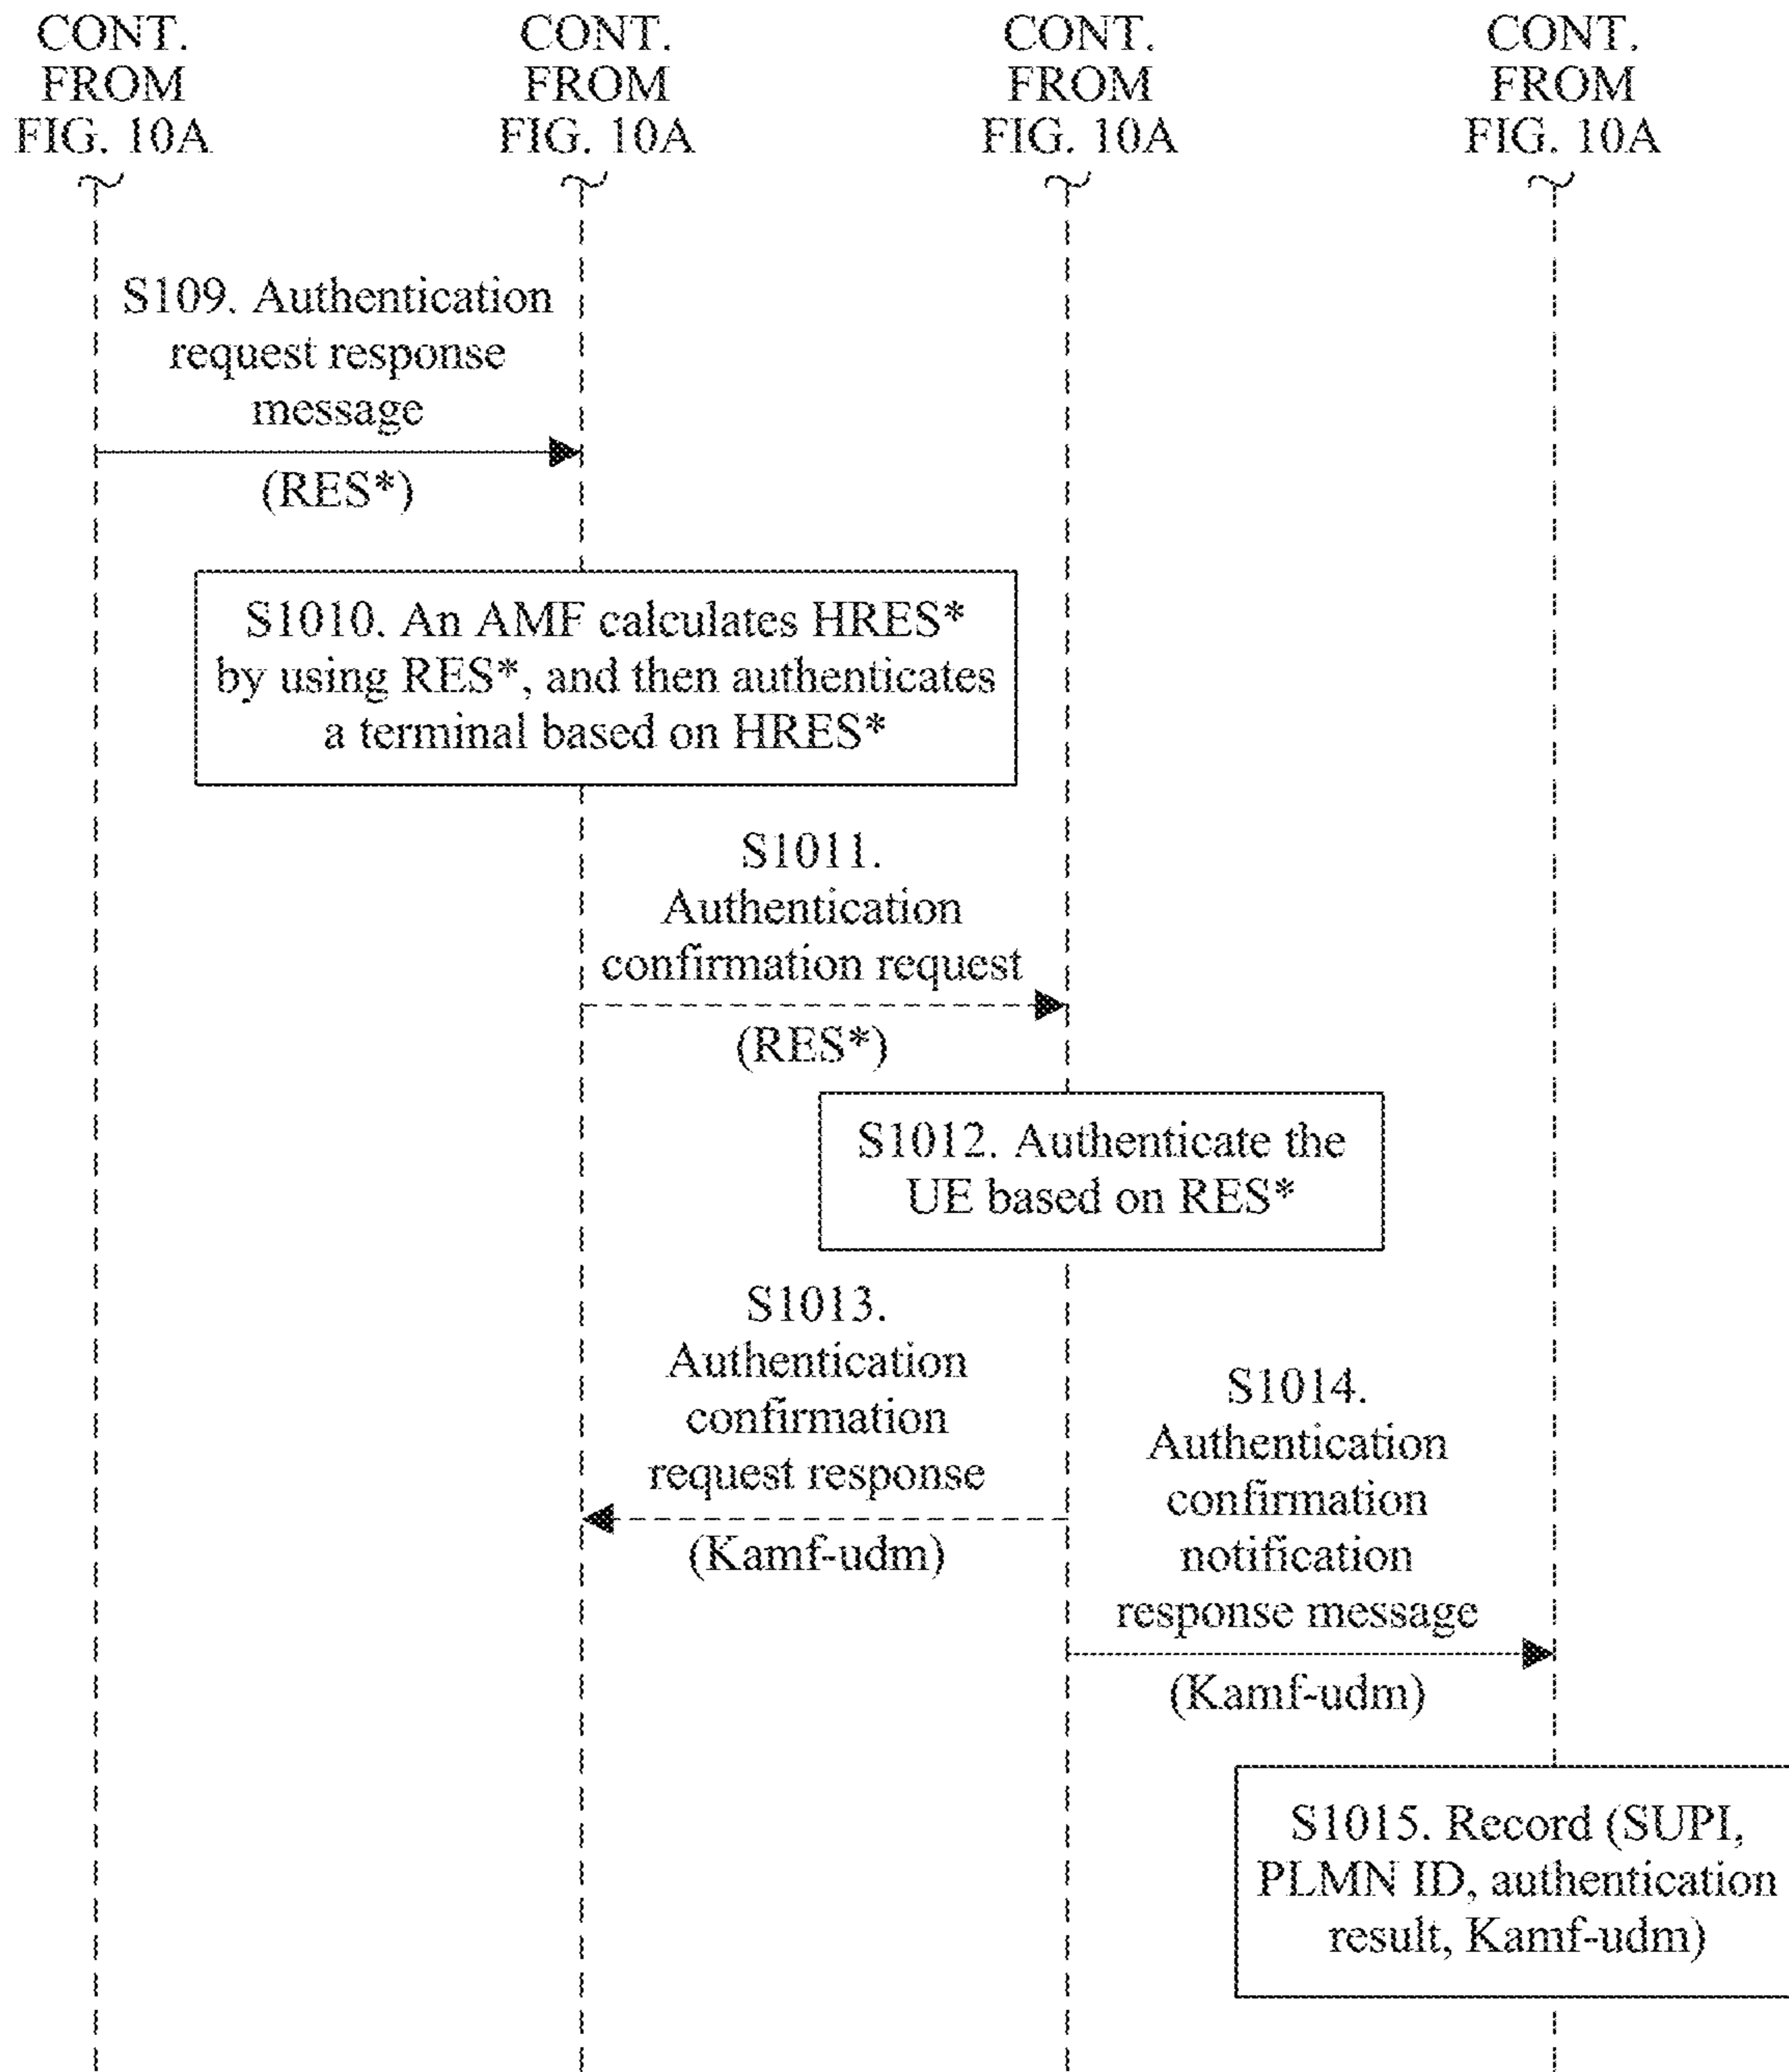 CONT.
FROM
FIG. 10A
CONT.
FROM
FIG. 10A
CONT.
FROM
FIG. 10A
CONT.
FROM
FIG. 10A
S109. Authentication
request response
message
(RES*)
S1010. An AMF calculates HRES*
by using RES*, and then authenticates
a terminal based on HRES*
S1011.
Authentication
confirmation request
(RES*)
S1012. Authenticate the
UE based on RES*
S1013.
Authentication
confirmation
request response
(Kamf-udm)
S1014.
Authentication
confirmation
notification
response message
(Kamf-udm)
S1015. Record (SUPI,
PLMN ID, authentication
result, Kamf-udm)